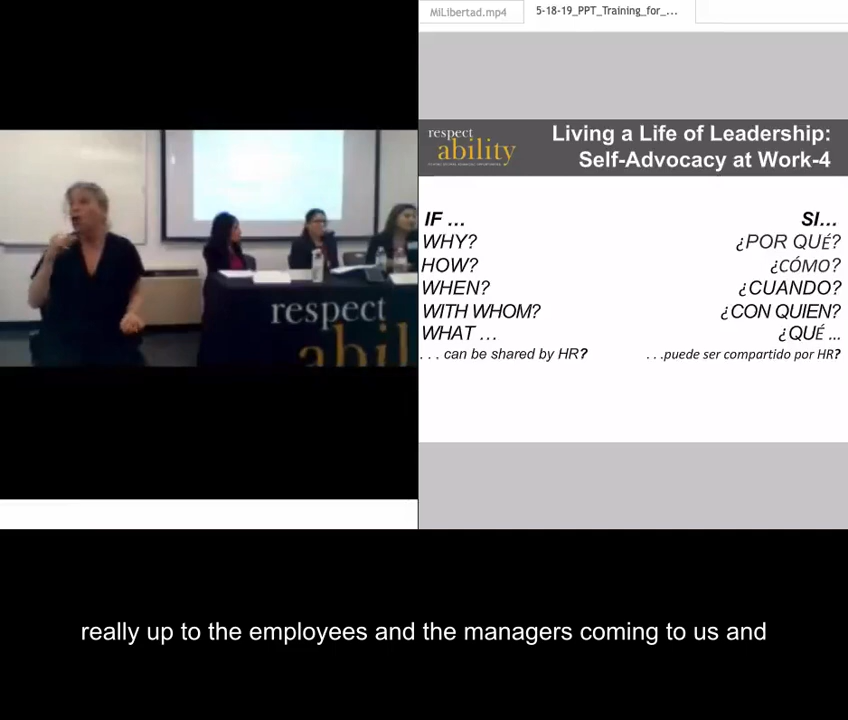 MiLibertad.mp4
5-18-19_PPT_Training_for_...
respect
ability
Living a Life of Leadership:
Self-Advocacy at Work-4
IF ...
WHY?
HOW?
WHEN?
WITH WHOM?
WHAT ...
. . . can be shared by HR?
SI...
¿POR QUÉ?
¿CÓMO?
¿CUANDO?
¿CON QUIEN?
¿QUÉ ...
. . .puede ser compartido por HR?
respect
abil
really up to the employees and the managers coming to us and